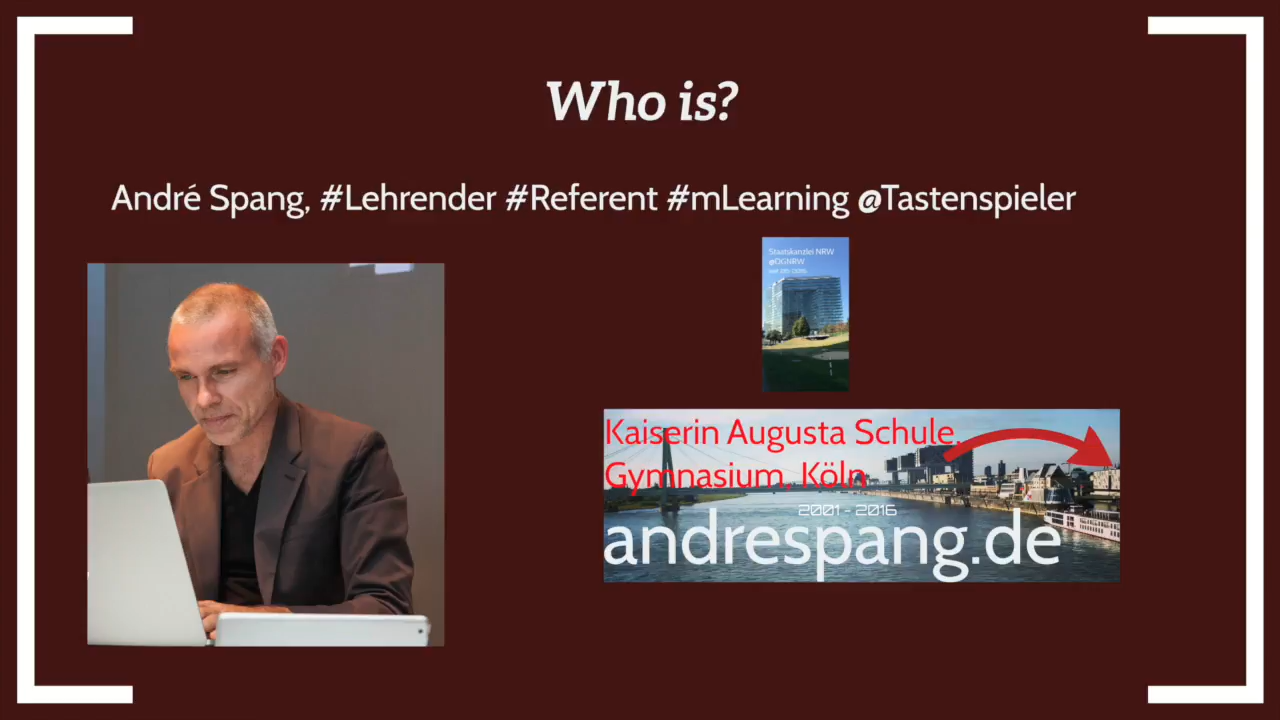 Who is?
André Spang, #Lehrender #Referent #mLearning @Tastenspieler
Staatskanzlei NRW
@OGNRW
Kaiserin Augusta Schule,
Gymnasium, Köln
2001 - 2016
andrespang.de